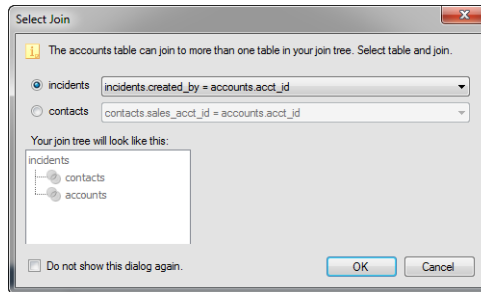 Select Join
The accounts table can join to more than one table in your join tree. Select table and join.
incidents incidents.created_by = accounts.acct_id
contacts contacts.sales_acct_id = accounts.acct_id
Your join tree will look like this:
incidents
contacts
accounts
Do not show this dialog again.
OK Cancel